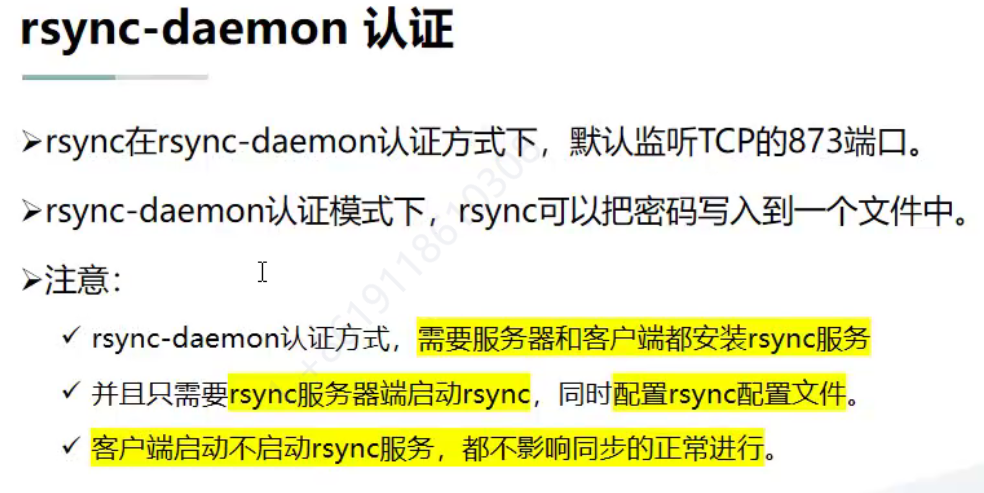 rsync-daemon 认证
➢rsync在rsync-daemon认证方式下，默认监听TCP的873端口。
➢rsync-daemon认证模式下，rsync可以把密码写入到一个文件中。
➢注意：
✓ rsync-daemon认证方式，需要服务器和客户端都安装rsync服务
✓ 并且只需要rsync服务器端启动rsync，同时配置rsync配置文件。
✓ 客户端启动不启动rsync服务，都不影响同步的正常进行。